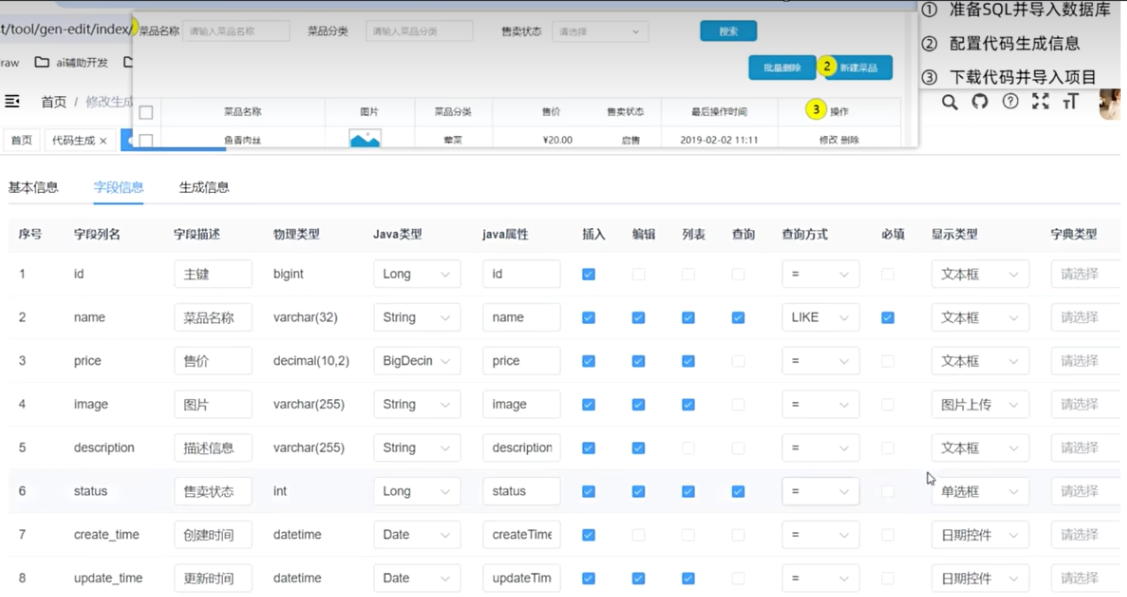 ① 准备SQL并导入数据库
② 配置代码生成信息
③ 下载代码并导入项目
t/tool/gen-edit/index/
菜品名称 请输入菜品名称 菜品分类 请输入菜品分类 售卖状态 请选择 搜索
raw ai辅助开发
批量删除 2 新建菜品
首页 / 修改生成
菜品名称 图片 菜品分类 售价 售卖状态 最后操作时间 3 操作
首页 代码生成 ×
鱼香肉丝 荤菜 ¥20.00 启售 2019-02-02 11:11 修改 删除
基本信息 字段信息 生成信息
序号 字段列名 字段描述 物理类型 Java类型 java属性 插入 编辑 列表 查询 查询方式 必填 显示类型 字典类型
1 id 主键 bigint Long id = 文本框 请选择
2 name 菜品名称 varchar(32) String name LIKE 文本框 请选择
3 price 售价 decimal(10,2) BigDecin price = 文本框 请选择
4 image 图片 varchar(255) String image = 图片上传 请选择
5 description 描述信息 varchar(255) String description = 文本框 请选择
6 status 售卖状态 int Long status = 单选框 请选择
7 create_time 创建时间 datetime Date createTime = 日期控件 请选择
8 update_time 更新时间 datetime Date updateTim = 日期控件 请选择